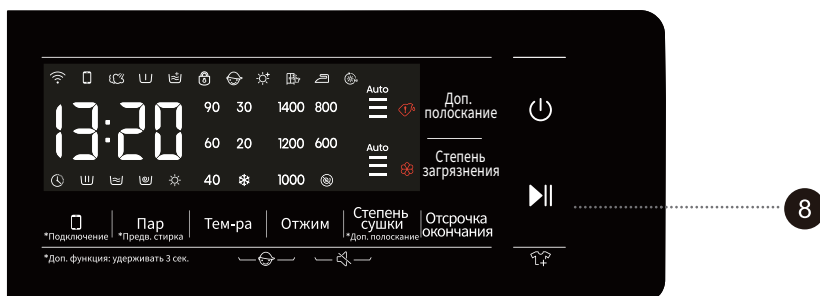 Auto
90 30 1400 800
13:20
Доп.
полоскание
60 20 1200 600
Auto
Степень
загрязнения
40 1000
8
Пар
Тем-ра
Отжим
Степень
сушки
Отсрочка
окончания
*Подключение
*Предв. стирка
*Доп. полоскание
*Доп. функция: удерживать 3 сек.